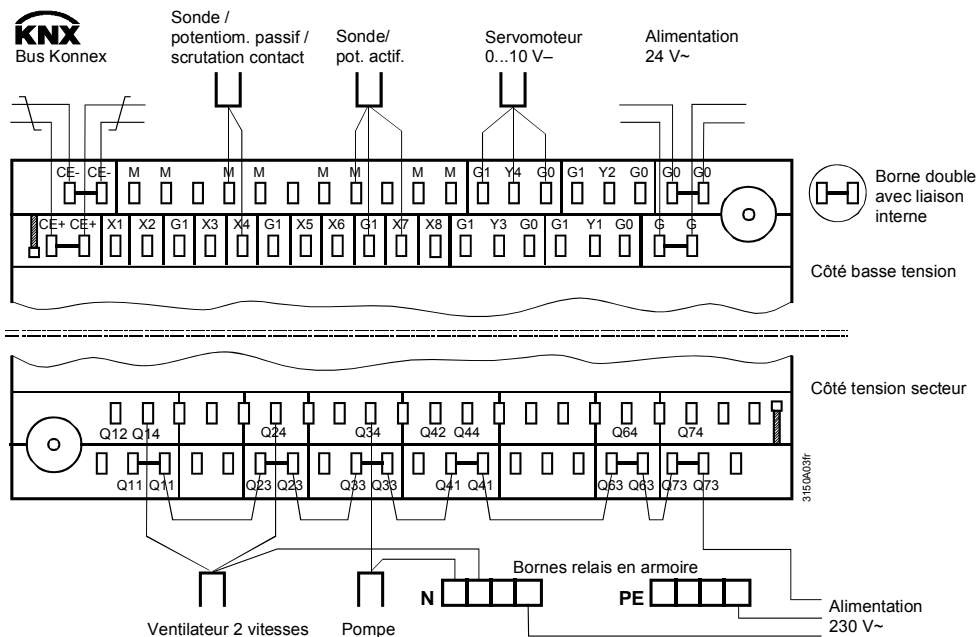 KNX
Bus Konnex
Sonde /
potentiom. passif /
scrutation contact
Sonde/
pot. actif.
Servomoteur
0...10 V–
Alimentation
24 V~
CE- CE- M M M M M M M M G1 Y4 G0 G1 Y2 G0 G0 G0
CE+ CE+ X1 X2 G1 X3 X4 G1 X5 X6 G1 X7 X8 G1 Y3 G0 G1 Y1 G0 G G
Borne double
avec liaison
interne
Côté basse tension
Côté tension secteur
Q12 Q14 Q24 Q34 Q42 Q44 Q64 Q74
Q11 Q11 Q23 Q23 Q33 Q33 Q41 Q41 Q63 Q63 Q73 Q73
3150A03fr
Bornes relais en armoire
N
PE
Ventilateur 2 vitesses
Pompe
Alimentation
230 V~